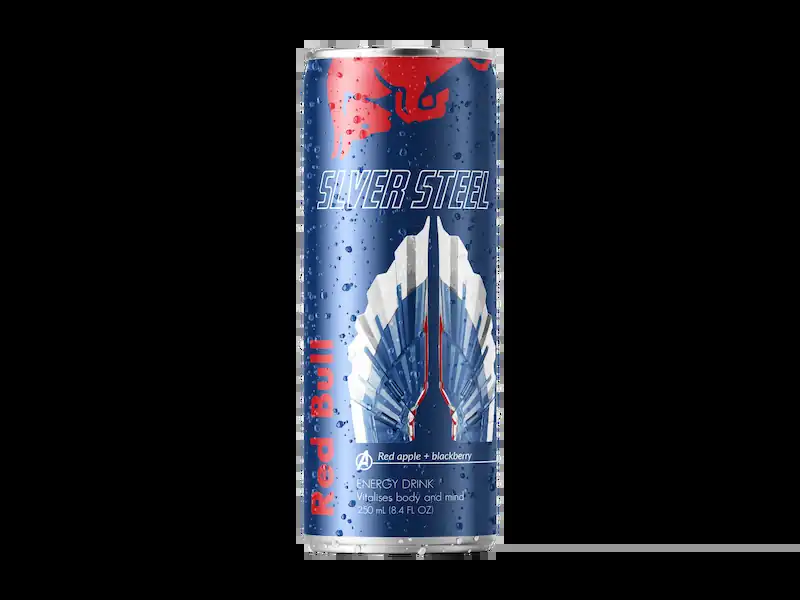 SILVER STEEL
Red Bull
Red apple + blackberry
ENERGY DRINK
Vitalises body and mind
250 mL (8.4 FL OZ)